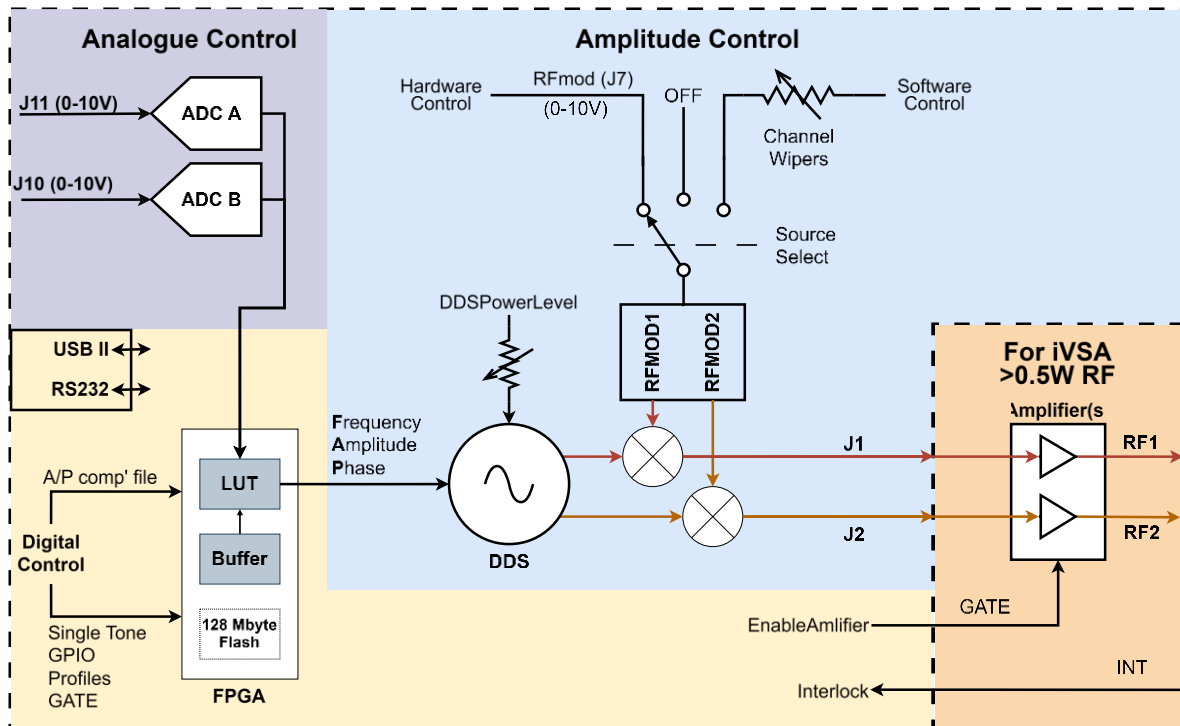 Analogue Control
Amplitude Control
J11 (0-10V)
ADC A
J10 (0-10V)
ADC B
Hardware
Control
RFmod (J7)
(0-10V)
OFF
Software
Control
Channel
Wipers
Source
Select
DDSPowerLevel
RFMOD1
RFMOD2
USB II
RS232
For iVSA
>0.5W RF
Amplifier(s
Frequency
Amplitude
Phase
J1
RF1
J2
RF2
DDS
A/P comp' file
LUT
Digital
Control
Buffer
128 Mbyte
Flash
Single Tone
GPIO
Profiles
GATE
FPGA
GATE
EnableAmlifier
INT
Interlock